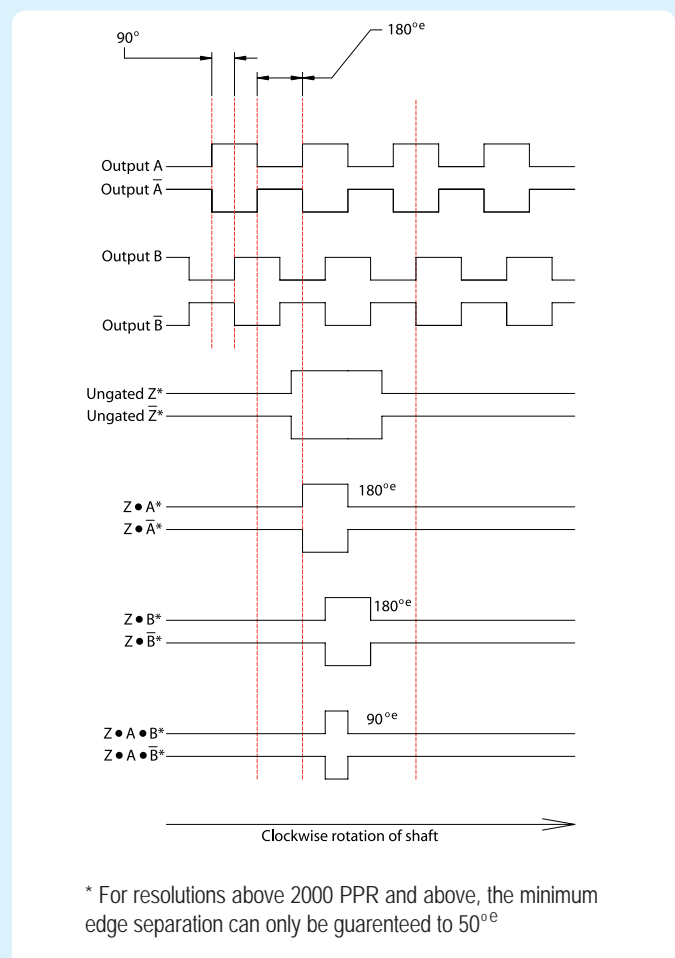 90°
180°ᵉ
Output A
Output A̅
Output B
Output B̅
Ungated Z*
Ungated Z̅*
180°ᵉ
Z ● A*
Z ● A̅*
180°ᵉ
Z ● B*
Z ● B̅*
90°ᵉ
Z ● A ● B*
Z ● A ● B̅*
Clockwise rotation of shaft
* For resolutions above 2000 PPR and above, the minimum
edge separation can only be guarenteed to 50°ᵉ